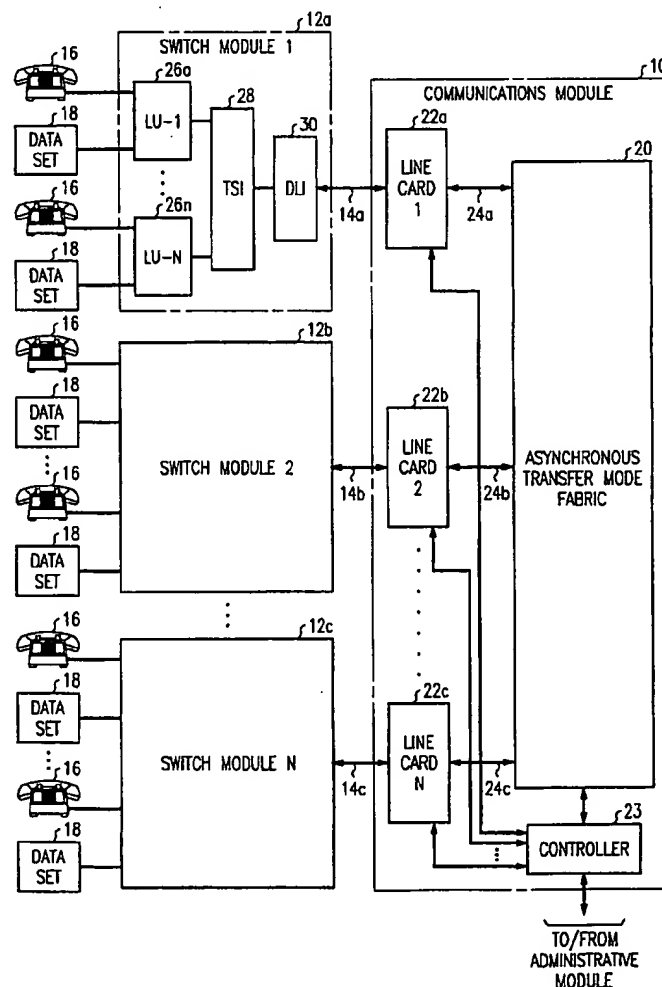 12a
SWITCH MODULE 1
16
26a
28
LU-1
18
DATA
SET
30
TSI
DLI
14a
16
26n
LU-N
18
DATA
SET
10
COMMUNICATIONS MODULE
22a
LINE
CARD
1
24a
20
ASYNCHRONOUS
TRANSFER MODE
FABRIC
16
12b
18
DATA
SET
SWITCH MODULE 2
16
18
DATA
SET
14b
22b
LINE
CARD
2
24b
16
12c
18
DATA
SET
SWITCH MODULE N
16
18
DATA
SET
14c
22c
LINE
CARD
N
24c
23
CONTROLLER
TO/FROM
ADMINISTRATIVE
MODULE